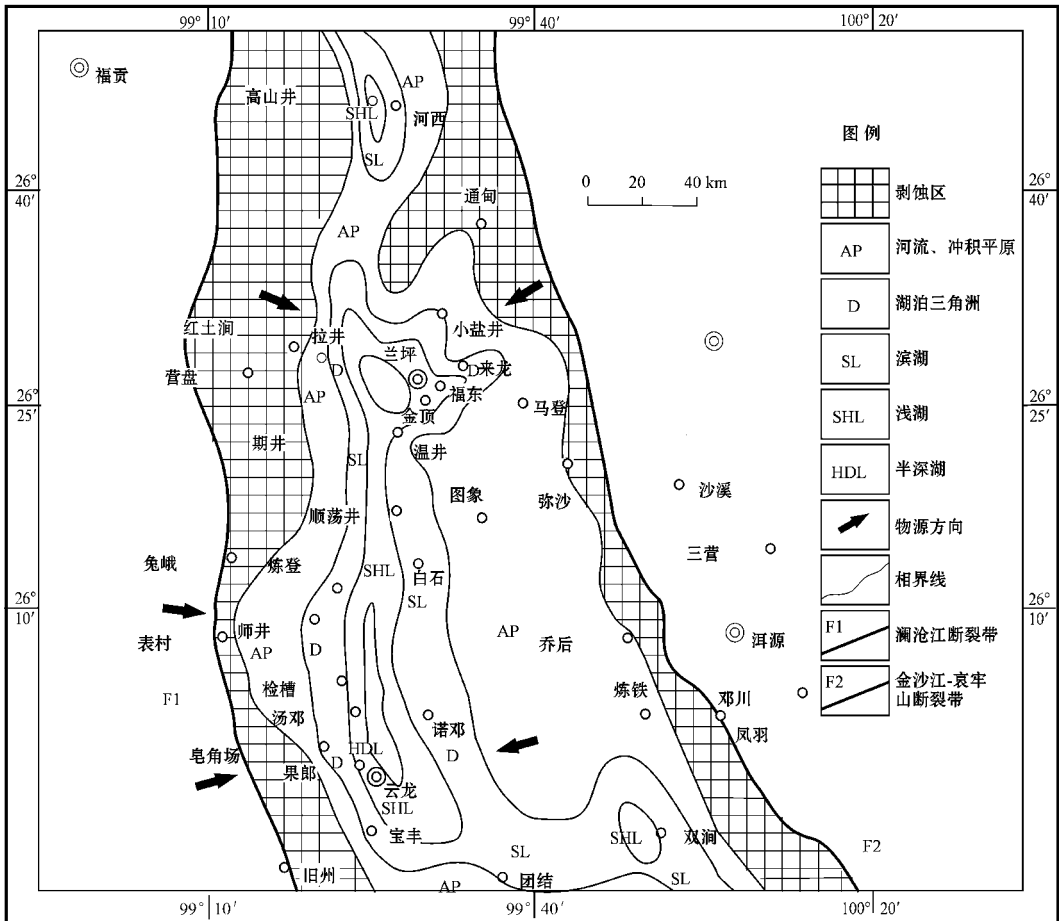 99° 10′
99° 40′
100° 20′
福贡
高山井
AP
SHL
河西
SL
图 例
26°
40′
26°
40′
0 20 40 km
通甸
剥蚀区
AP
AP
河流、冲积平原
D
湖泊三角洲
红土涧
拉井
小盐井
兰坪
D
D
来龙
SL
滨湖
营盘
AP
福东
26°
25′
26°
25′
金顶
马登
SHL
浅湖
期井
SL
温井
HDL
半深湖
图象
弥沙
沙溪
顺荡井
物源方向
三营
兔峨
炼登
SHL
白石
相界线
SL
26°
10′
26°
10′
表村
师井
AP
D
AP
乔后
洱源
F1
澜沧江断裂带
F1
检槽
炼铁
邓川
F2
金沙江-哀牢
山断裂带
汤邓
诺邓
凤羽
皂角场
果郎
D
HDL
D
云龙
SHL
宝丰
SHL
双涧
SL
F2
旧州
AP
团结
SL
99° 10′
99° 40′
100° 20′